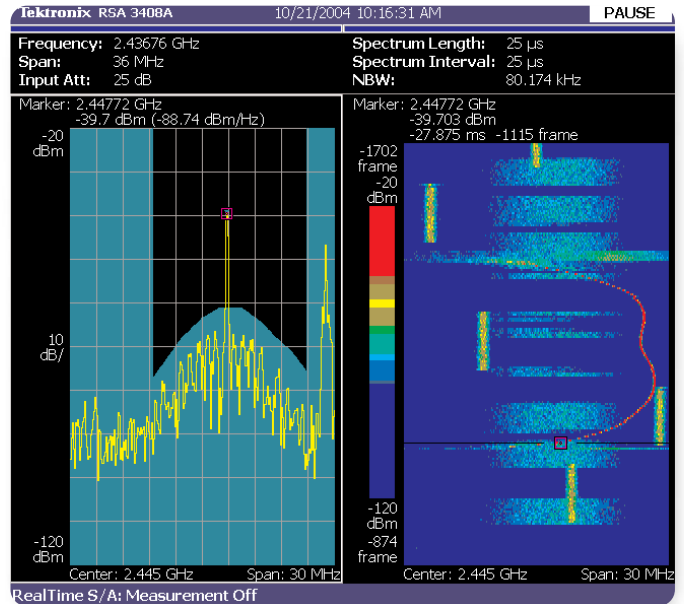 Tektronix RSA 3408A 10/21/2004 10:16:31 AM PAUSE
Frequency: 2.43676 GHz
Span: 36 MHz
Input Att: 25 dB
Spectrum Length: 25 µs
Spectrum Interval: 25 µs
NBW: 80.174 kHz
Marker: 2.44772 GHz
-39.7 dBm (-88.74 dBm/Hz)
-20
dBm
10
dB/
-120
dBm
Center: 2.445 GHz Span: 30 MHz
Marker: 2.44772 GHz
-39.703 dBm
-27.875 ms -1115 frame
-1702
frame
-20
dBm
-120
dBm
-874
frame
Center: 2.445 GHz Span: 30 MHz
RealTime S/A: Measurement Off